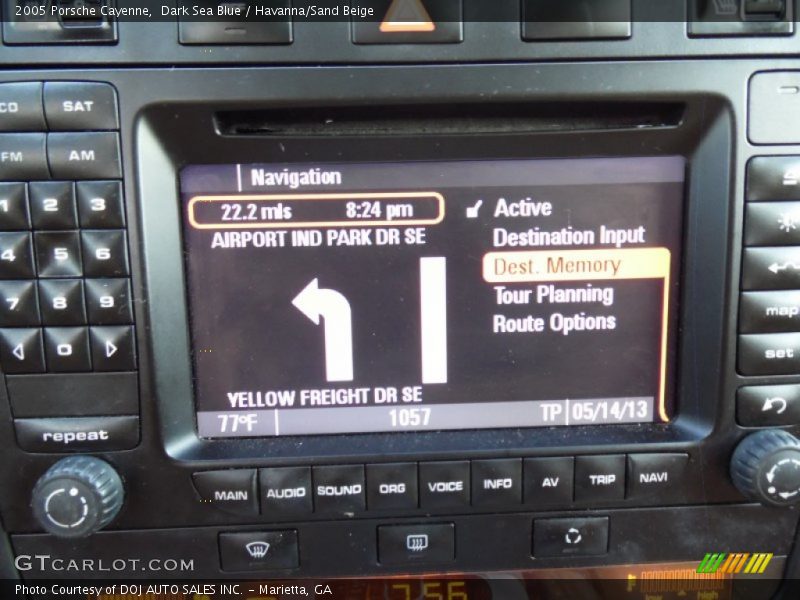 2005 Porsche Cayenne,  Dark Sea Blue / Havanna/Sand Beige
CD SAT
FM AM
1 2 3
4 5 6
7 8 9
0
repeat
Navigation
22.2 mls 8:24 pm
AIRPORT IND PARK DR SE
YELLOW FREIGHT DR SE
Active
Destination Input
Dest. Memory
Tour Planning
Route Options
77°F 1057 TP 05/14/13
map
set
MAIN AUDIO SOUND ORG VOICE INFO AV TRIP NAVI
GTCARLOT.COM
Photo Courtesy of DOJ AUTO SALES INC. - Marietta, GA